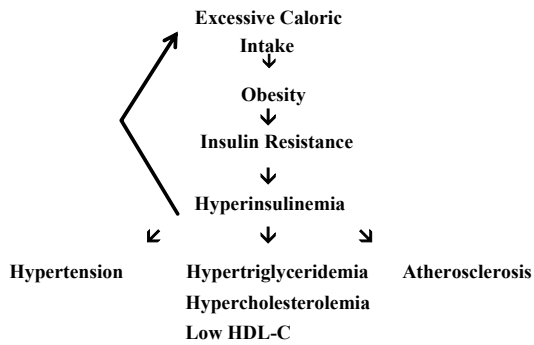 Excessive Caloric
Intake
Obesity
Insulin Resistance
Hyperinsulinemia
Hypertension
Hypertriglyceridemia
Atherosclerosis
Hypercholesterolemia
Low HDL-C